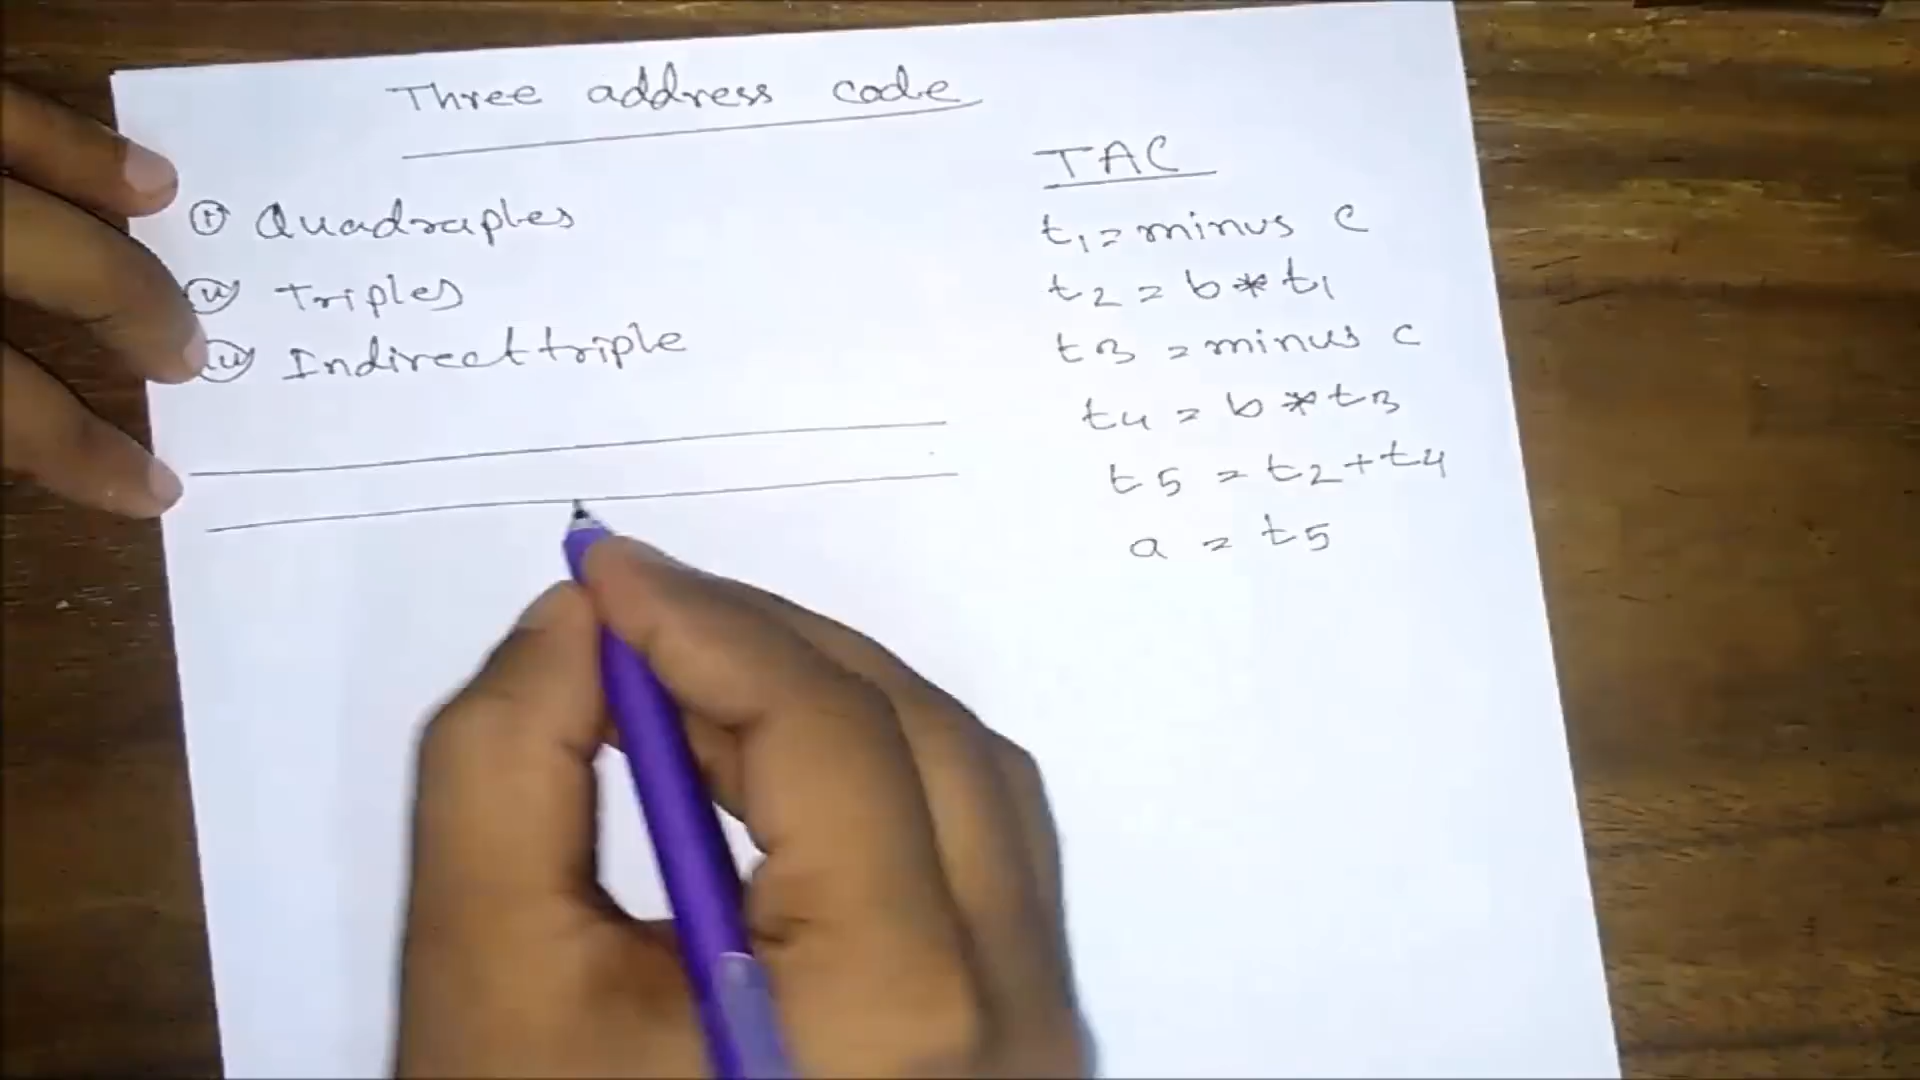 Three address code
① Quadraples
② Triples
③ Indirect triple
TAC
t1 = minus c
t2 = b * t1
t3 = minus c
t4 = b * t3
t5 = t2 + t4
a = t5